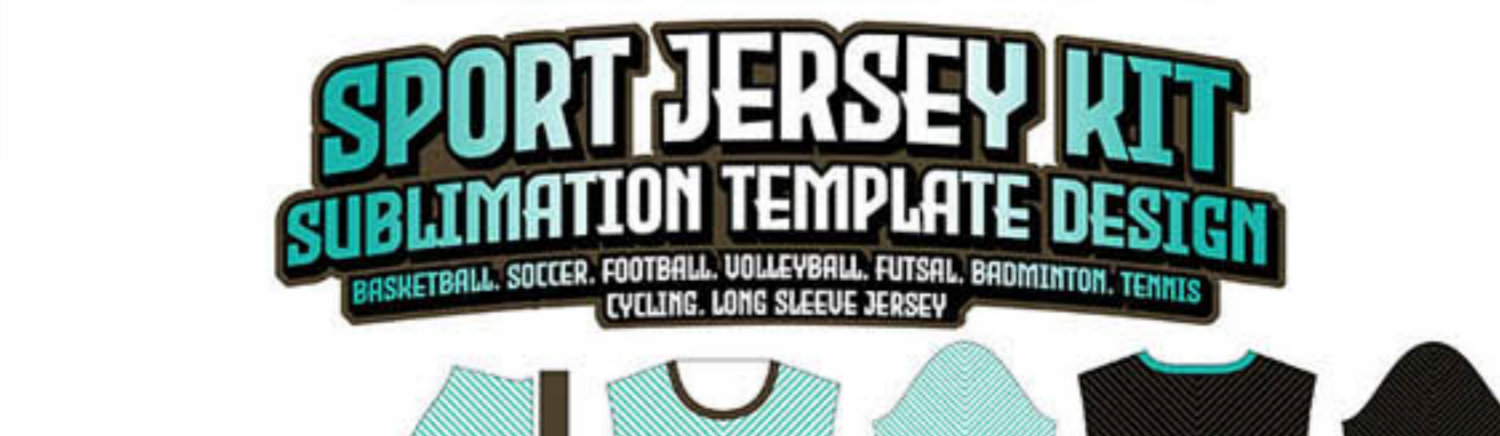 SPORT JERSEY KIT
SUBLIMATION TEMPLATE DESIGN
BASKETBALL. SOCCER. FOOTBALL. VOLLEYBALL. FUTSAL. BADMINTON. TENNIS
CYCLING. LONG SLEEVE JERSEY